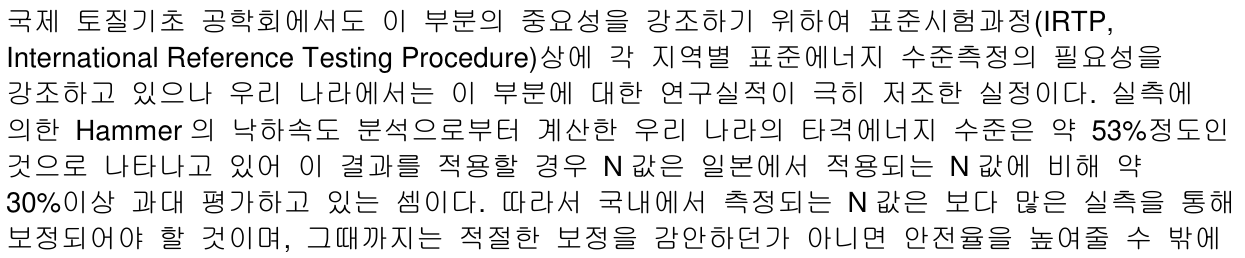 국제 토질기초 공학회에서도 이 부분의 중요성을 강조하기 위하여 표준시험과정(IRTP,
International Reference Testing Procedure)상에 각 지역별 표준에너지 수준측정의 필요성을
강조하고 있으나 우리 나라에서는 이 부분에 대한 연구실적이 극히 저조한 실정이다. 실측에
의한 Hammer 의 낙하속도 분석으로부터 계산한 우리 나라의 타격에너지 수준은 약 53%정도인
것으로 나타나고 있어 이 결과를 적용할 경우 N 값은 일본에서 적용되는 N 값에 비해 약
30%이상 과대 평가하고 있는 셈이다. 따라서 국내에서 측정되는 N 값은 보다 많은 실측을 통해
보정되어야 할 것이며, 그때까지는 적절한 보정을 감안하던가 아니면 안전율을 높여줄 수 밖에